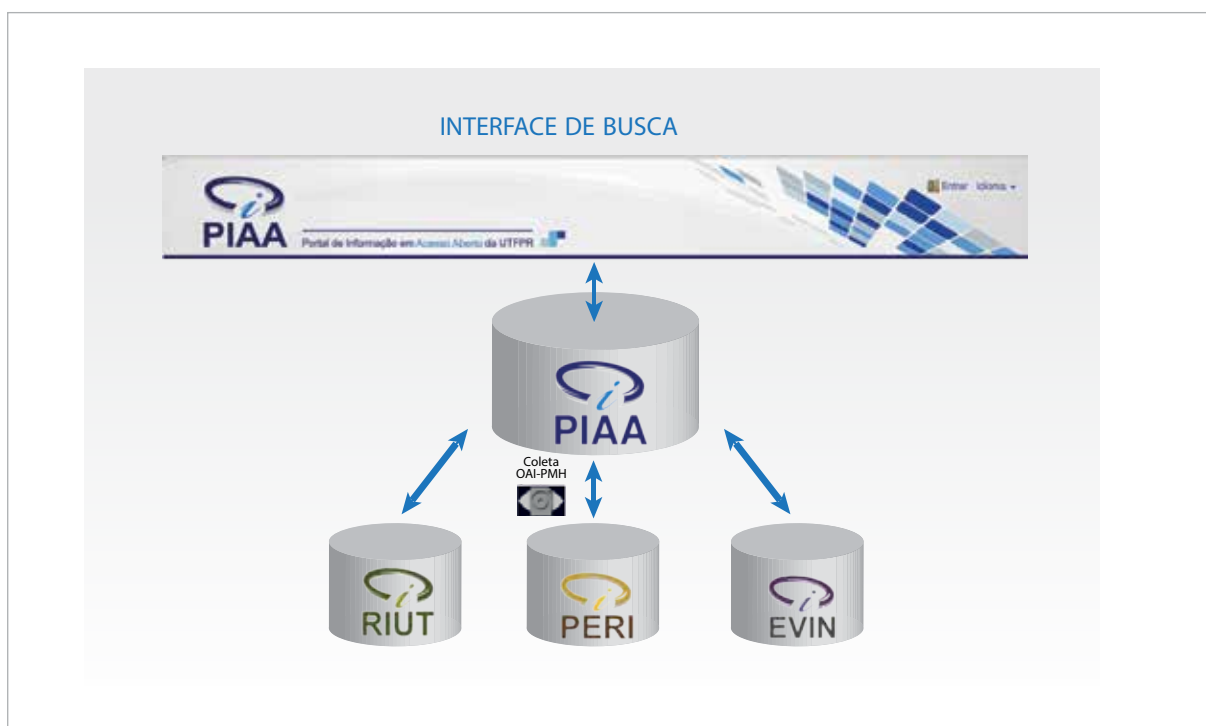 INTERFACE DE BUSCA
Entrar Idioma
PIAA
Portal de Informação em Acesso Aberto da UTFPR
PIAA
Coleta
OAI-PMH
RIUT
PERI
EVIN